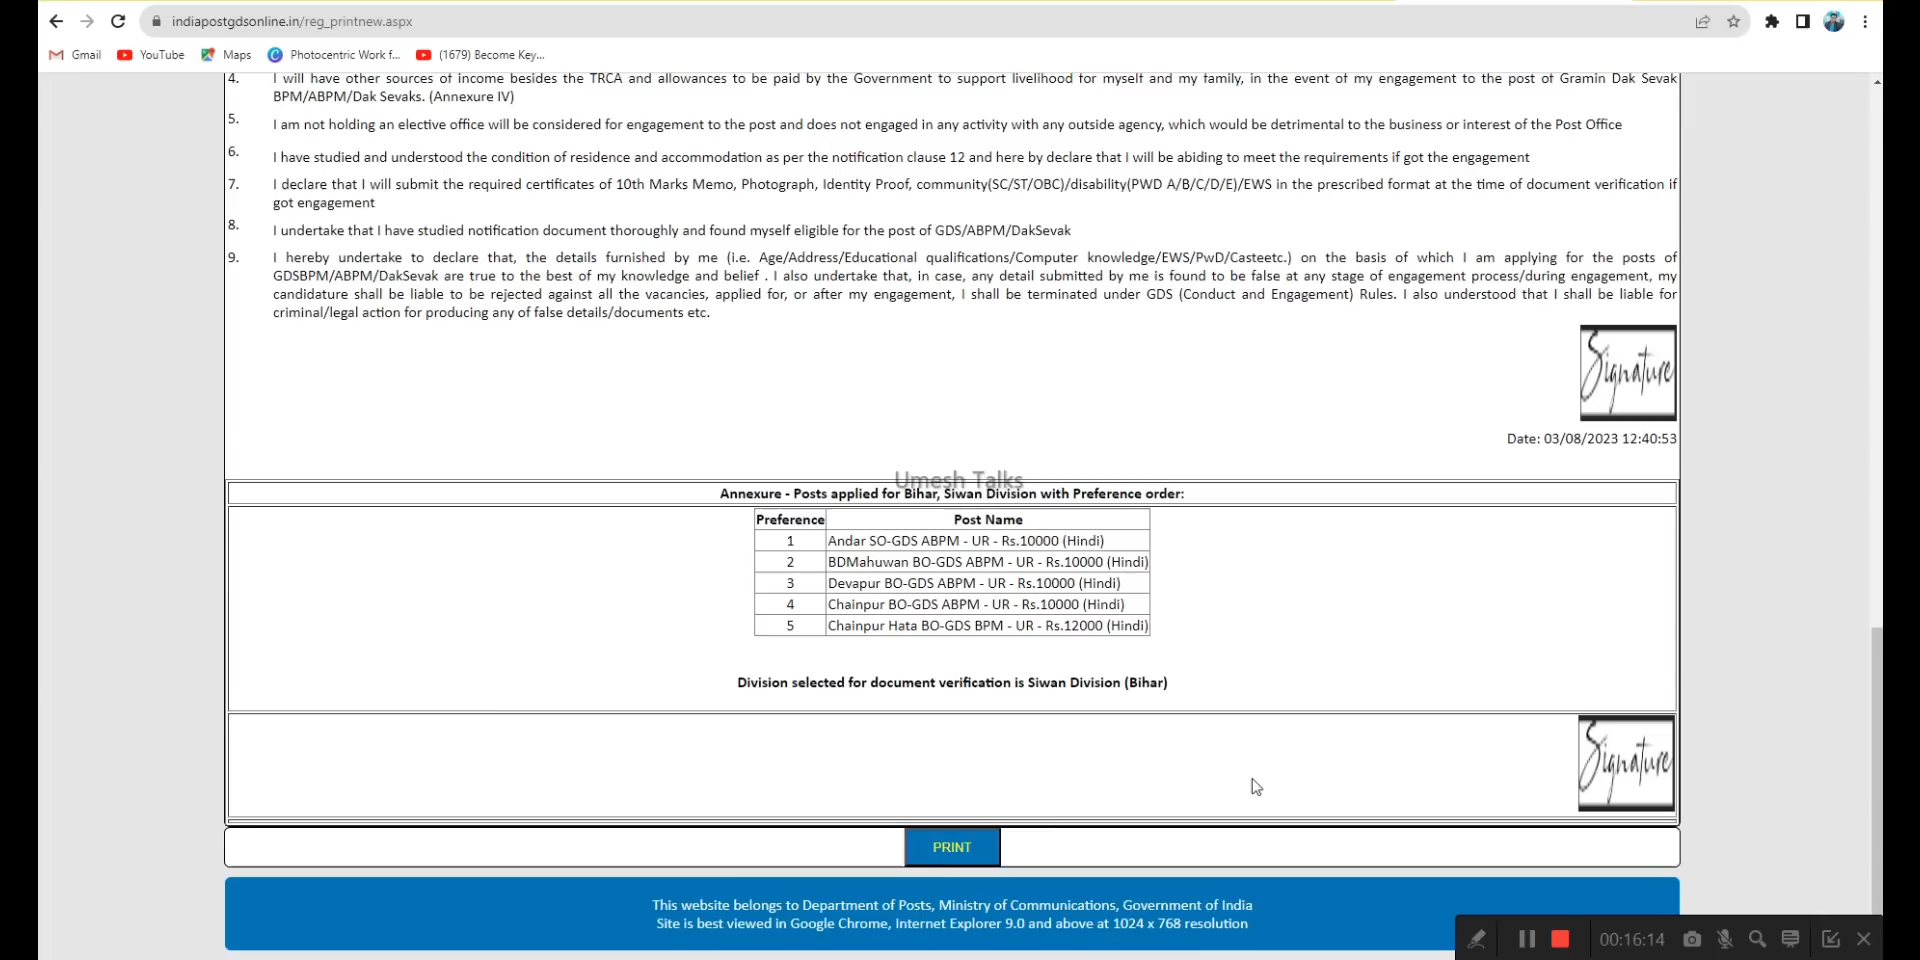 indiapostgdsonline.in/reg_printnew.aspx
Gmail YouTube Maps Photocentric Work f... (1679) Become Key...
4. I will have other sources of income besides the TRCA and allowances to be paid by the Government to support livelihood for myself and my family, in the event of my engagement to the post of Gramin Dak Sevak
BPM/ABPM/Dak Sevaks. (Annexure IV)
5. I am not holding an elective office will be considered for engagement to the post and does not engaged in any activity with any outside agency, which would be detrimental to the business or interest of the Post Office
6. I have studied and understood the condition of residence and accommodation as per the notification clause 12 and here by declare that I will be abiding to meet the requirements if got the engagement
7. I declare that I will submit the required certificates of 10th Marks Memo, Photograph, Identity Proof, community(SC/ST/OBC)/disability(PWD A/B/C/D/E)/EWS in the prescribed format at the time of document verification if
got engagement
8. I undertake that I have studied notification document thoroughly and found myself eligible for the post of GDS/ABPM/DakSevak
9. I hereby undertake to declare that, the details furnished by me (i.e. Age/Address/Educational qualifications/Computer knowledge/EWS/PwD/Casteetc.) on the basis of which I am applying for the posts of
GDSBPM/ABPM/DakSevak are true to the best of my knowledge and belief . I also undertake that, in case, any detail submitted by me is found to be false at any stage of engagement process/during engagement, my
candidature shall be liable to be rejected against all the vacancies, applied for, or after my engagement, I shall be terminated under GDS (Conduct and Engagement) Rules. I also understood that I shall be liable for
criminal/legal action for producing any of false details/documents etc.
Signature
Date: 03/08/2023 12:40:53
Umesh Talks
Annexure - Posts applied for Bihar, Siwan Division with Preference order:
Preference Post Name
1 Andar SO-GDS ABPM - UR - Rs.10000 (Hindi)
2 BDMahuwan BO-GDS ABPM - UR - Rs.10000 (Hindi)
3 Devapur BO-GDS ABPM - UR - Rs.10000 (Hindi)
4 Chainpur BO-GDS ABPM - UR - Rs.10000 (Hindi)
5 Chainpur Hata BO-GDS BPM - UR - Rs.12000 (Hindi)
Division selected for document verification is Siwan Division (Bihar)
Signature
PRINT
This website belongs to Department of Posts, Ministry of Communications, Government of India
Site is best viewed in Google Chrome, Internet Explorer 9.0 and above at 1024 x 768 resolution
00:16:14